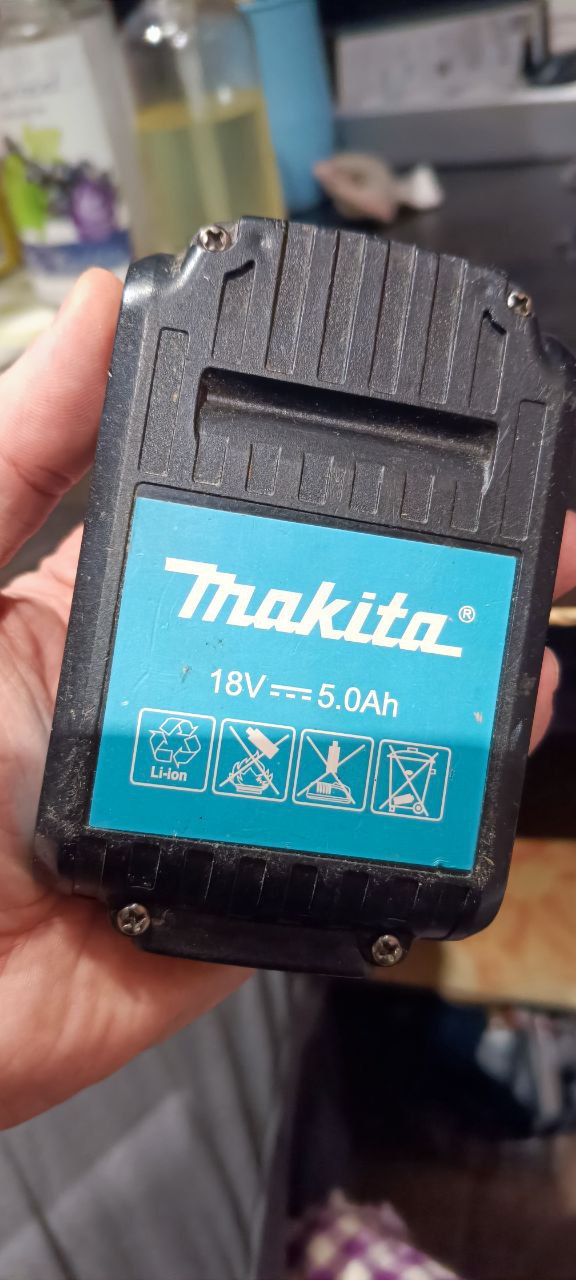 makita®
18V ⎓ 5.0Ah
Li-ion